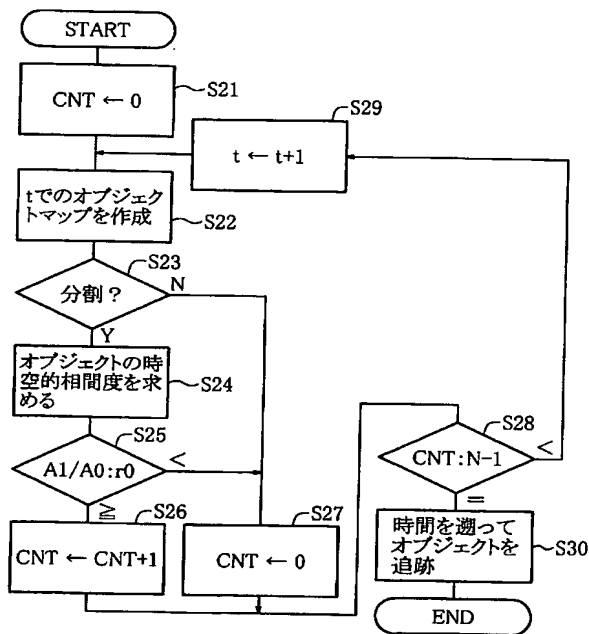 START
CNT ← 0
S21
t ← t+1
S29
tでのオブジェク
トマップを作成
S22
分割？
S23
N
Y
オブジェクトの時
空的相間度を求
める
S24
A1/A0:r0
S25
<
≧
CNT ← CNT+1
S26
CNT ← 0
S27
CNT:N-1
S28
<
=
時間を遡って
オブジェクトを
追跡
S30
END